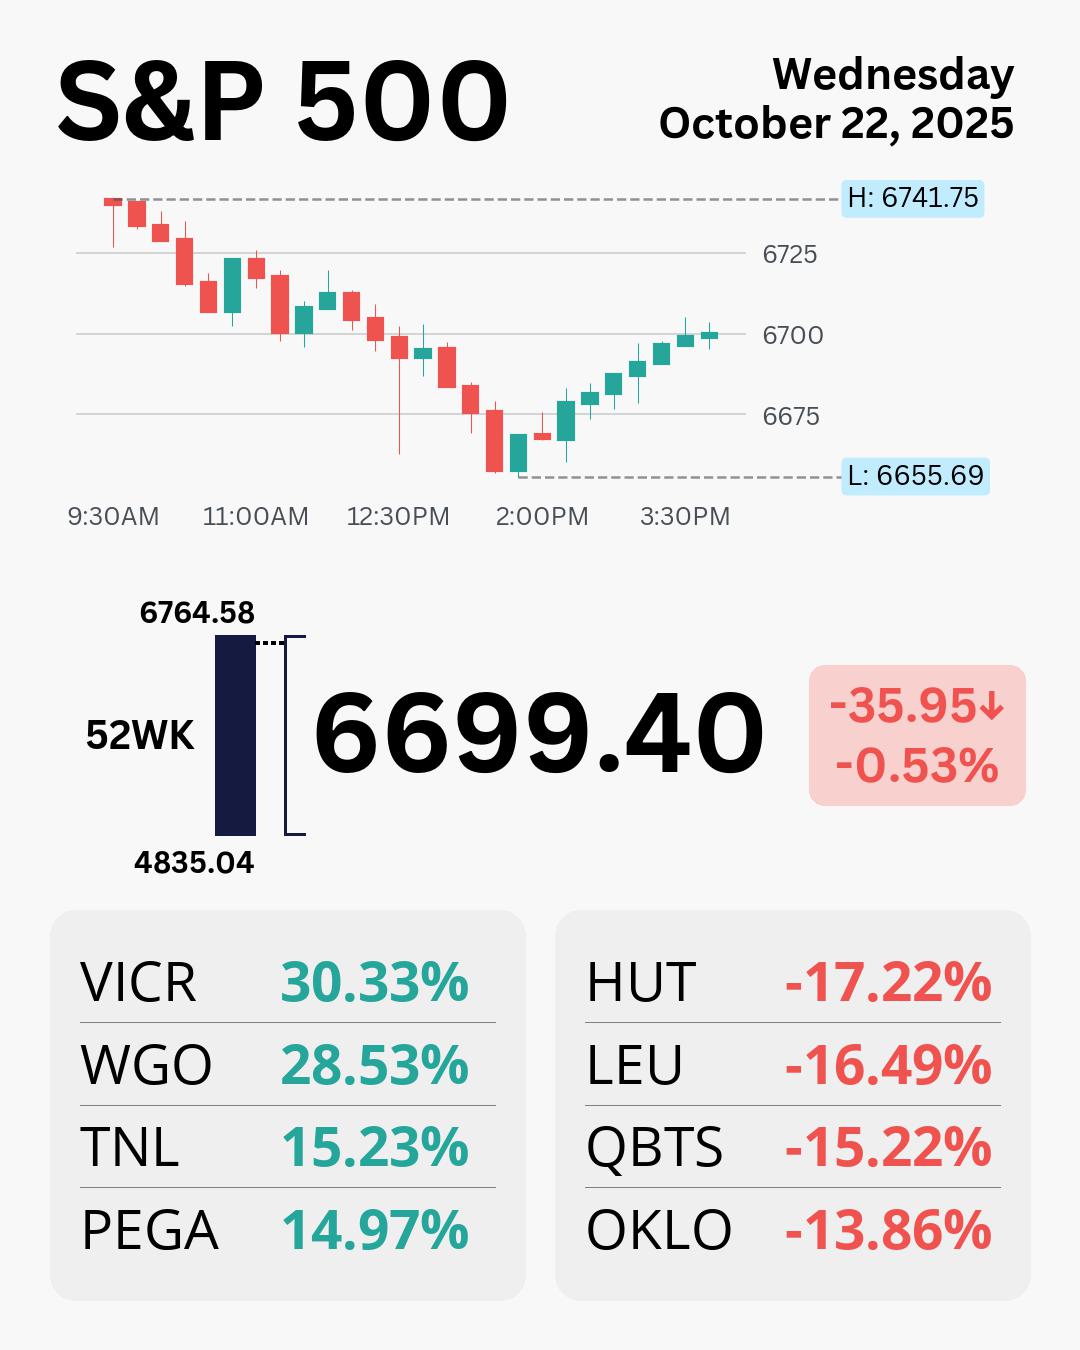 S&P 500
Wednesday
October 22, 2025
H: 6741.75
6725
6700
6675
L: 6655.69
9:30AM 11:00AM 12:30PM 2:00PM 3:30PM
6764.58
52WK
6699.40
-35.95↓
-0.53%
4835.04
VICR 30.33%
WGO 28.53%
TNL 15.23%
PEGA 14.97%
HUT -17.22%
LEU -16.49%
QBTS -15.22%
OKLO -13.86%